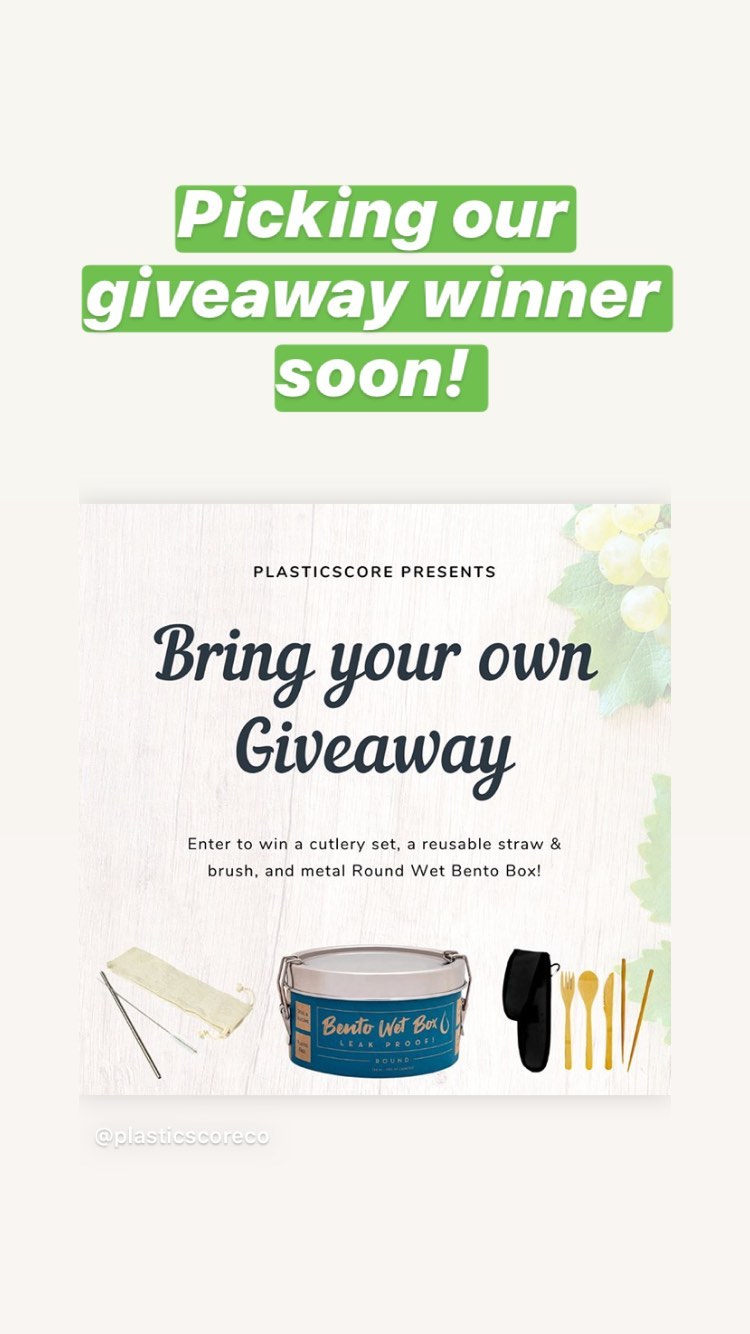 Picking our
giveaway winner
soon!
PLASTICSCORE PRESENTS
Bring your own
Giveaway
Enter to win a cutlery set, a reusable straw &
brush, and metal Round Wet Bento Box!
Bento Wet Box
LEAK PROOF!
ROUND
@plasticscoreco